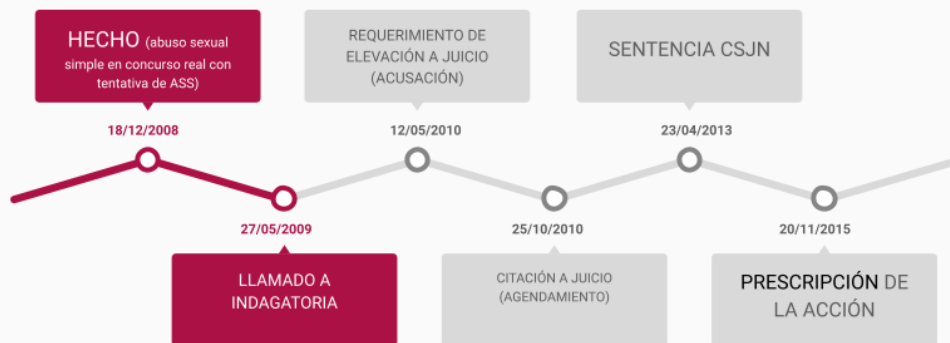 HECHO (abuso sexual
simple en concurso real con
tentativa de ASS)
18/12/2008
27/05/2009
LLAMADO A
INDAGATORIA
REQUERIMIENTO DE
ELEVACIÓN A JUICIO
(ACUSACIÓN)
12/05/2010
25/10/2010
CITACIÓN A JUICIO
(AGENDAMIENTO)
SENTENCIA CSJN
23/04/2013
20/11/2015
PRESCRIPCIÓN DE
LA ACCIÓN